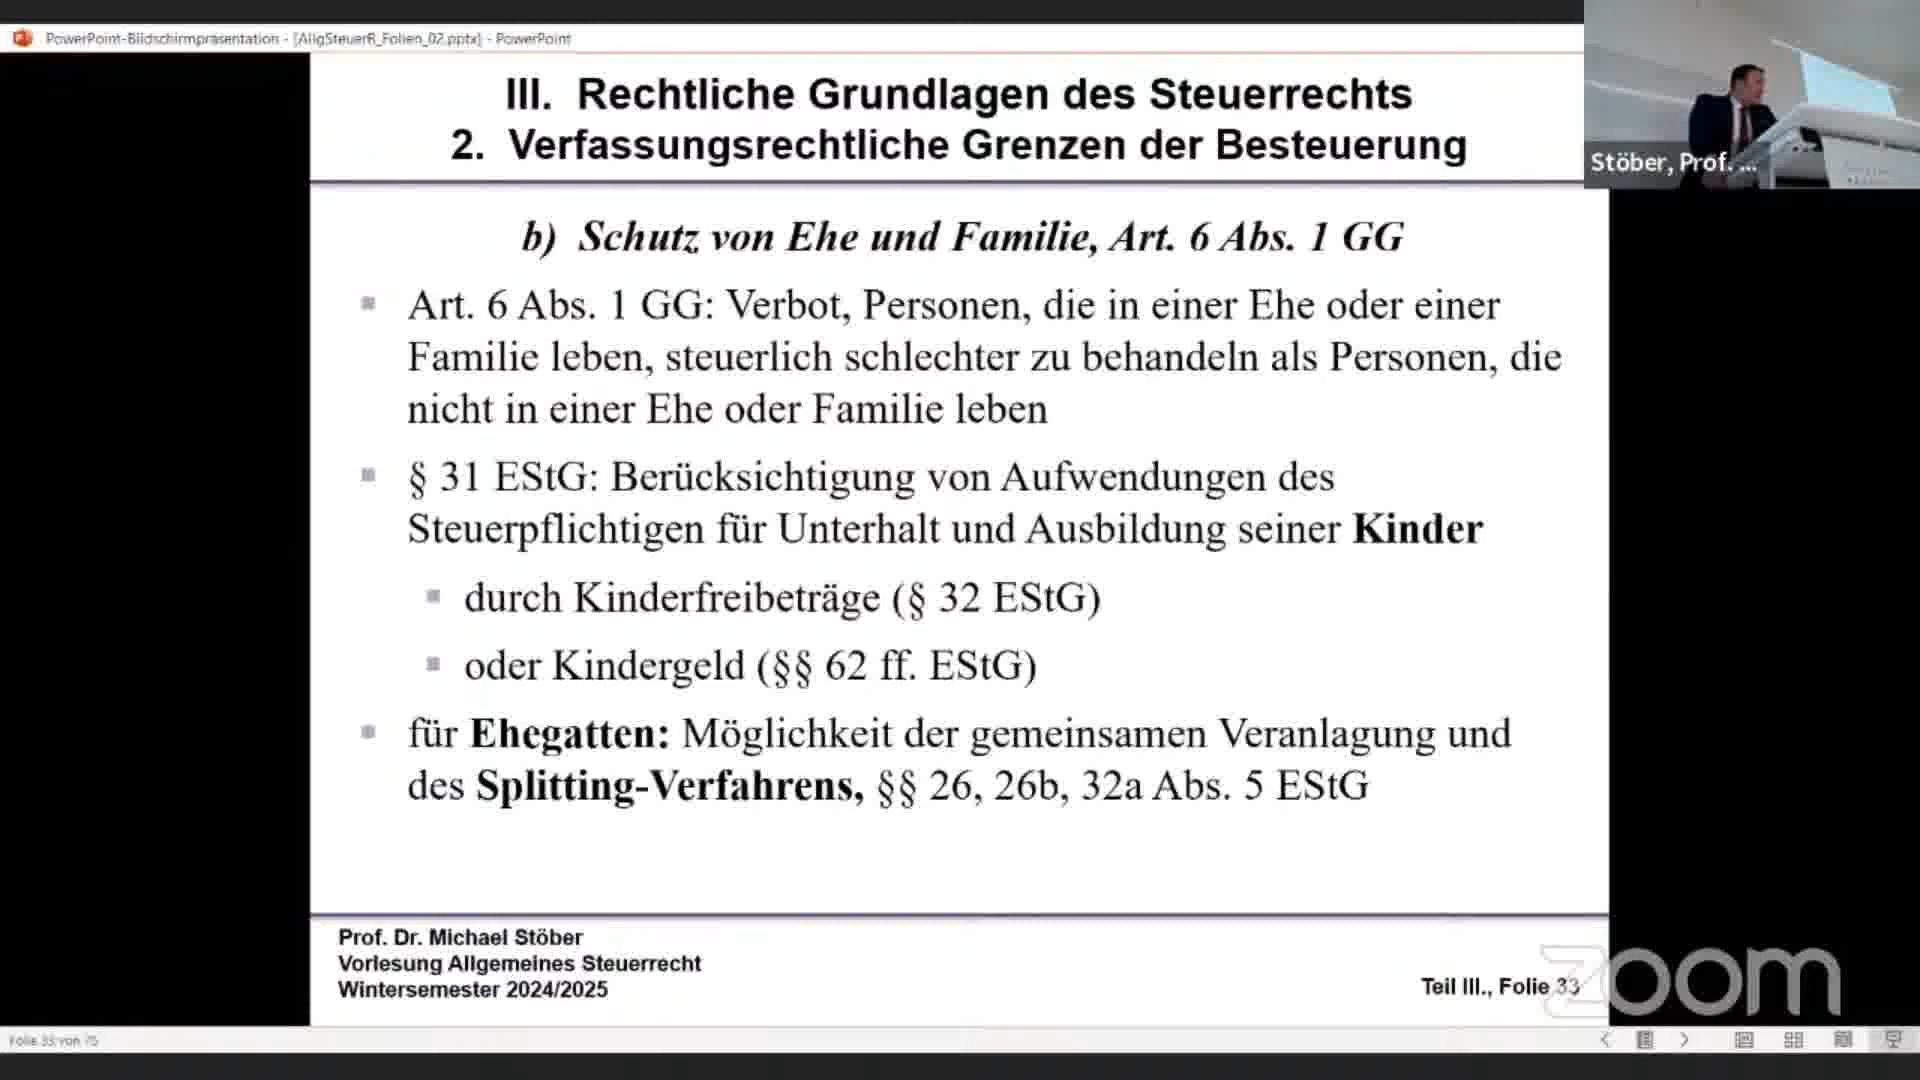 PowerPoint-Bildschirmpräsentation - [AllgSteuerR_Folien_02.pptx] - PowerPoint
III. Rechtliche Grundlagen des Steuerrechts
2. Verfassungsrechtliche Grenzen der Besteuerung
Stöber, Prof. ...
b) Schutz von Ehe und Familie, Art. 6 Abs. 1 GG
Art. 6 Abs. 1 GG: Verbot, Personen, die in einer Ehe oder einer
Familie leben, steuerlich schlechter zu behandeln als Personen, die
nicht in einer Ehe oder Familie leben
§ 31 EStG: Berücksichtigung von Aufwendungen des
Steuerpflichtigen für Unterhalt und Ausbildung seiner Kinder
durch Kinderfreibeträge (§ 32 EStG)
oder Kindergeld (§§ 62 ff. EStG)
für Ehegatten: Möglichkeit der gemeinsamen Veranlagung und
des Splitting-Verfahrens, §§ 26, 26b, 32a Abs. 5 EStG
Prof. Dr. Michael Stöber
Vorlesung Allgemeines Steuerrecht
Wintersemester 2024/2025
Teil III., Folie 33
zoom
Folie 33 von 75